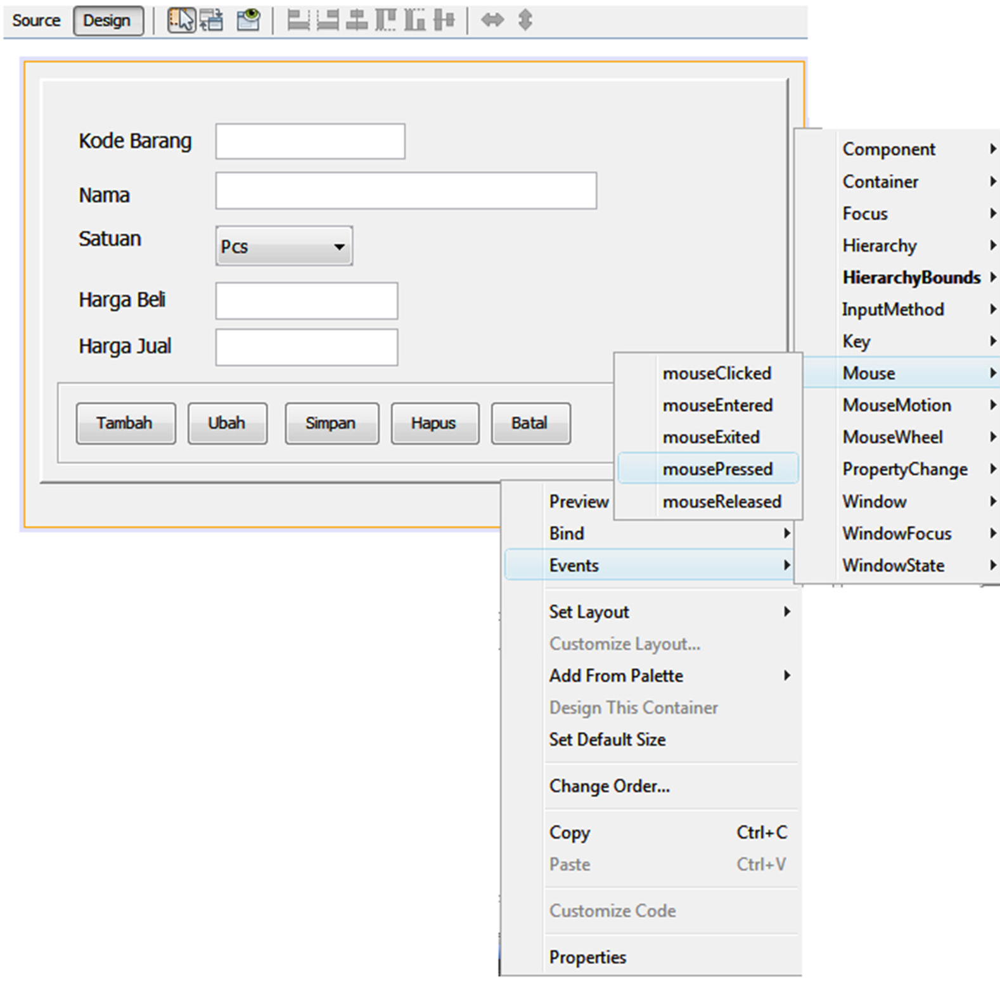 Source Design
Kode Barang
Nama
Satuan Pcs
Harga Beli
Harga Jual
Tambah Ubah Simpan Hapus Batal
Component
Container
Focus
Hierarchy
HierarchyBounds
InputMethod
Key
Mouse
MouseMotion
MouseWheel
PropertyChange
Window
WindowFocus
WindowState
mouseClicked
mouseEntered
mouseExited
mousePressed
mouseReleased
Preview
Bind
Events
Set Layout
Customize Layout...
Add From Palette
Design This Container
Set Default Size
Change Order...
Copy Ctrl+C
Paste Ctrl+V
Customize Code
Properties